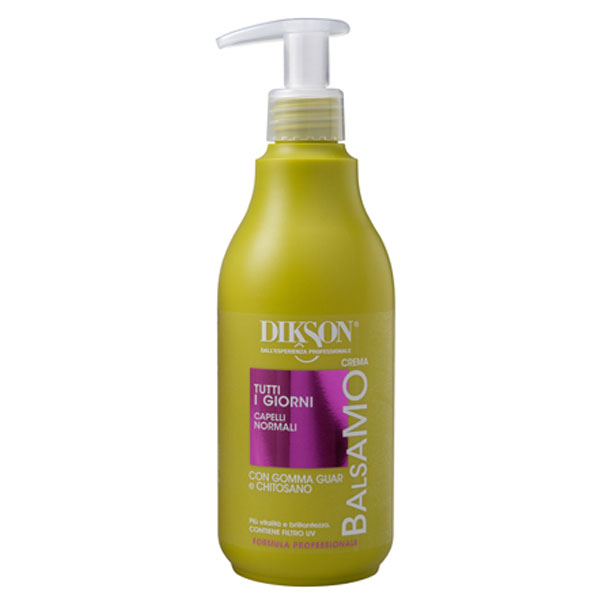 DIKSON®
DALL'ESPERIENZA PROFESSIONALE
TUTTI
I GIORNI
CAPELLI
NORMALI
CON GOMMA GUAR
e CHITOSANO
Più vitalità e brillantezza.
CONTIENE FILTRO UV
FORMULA PROFESSIONALE
CREMA
BALSAMO